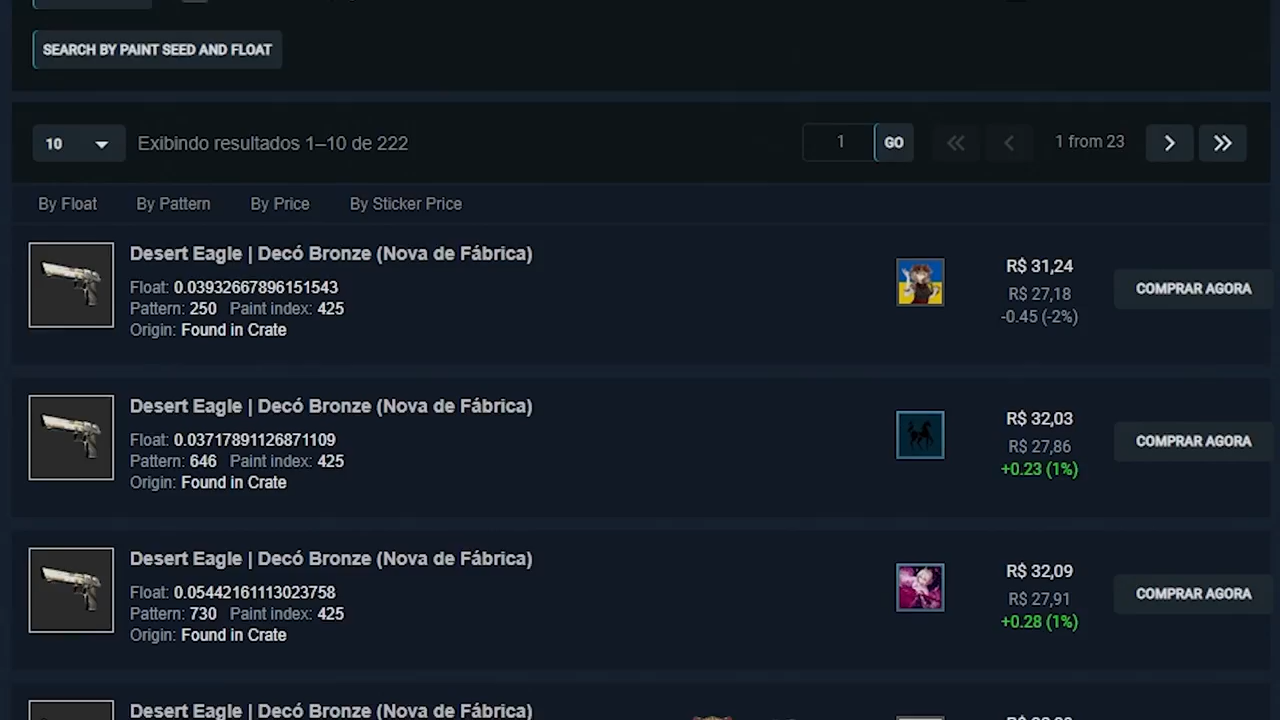 SEARCH BY PAINT SEED AND FLOAT
10 Exibindo resultados 1–10 de 222 1 GO 1 from 23
By Float By Pattern By Price By Sticker Price
Desert Eagle | Decó Bronze (Nova de Fábrica)
Float: 0.03932667896151543
Pattern: 250 Paint index: 425
Origin: Found in Crate
R$ 31,24
R$ 27,18
-0.45 (-2%)
COMPRAR AGORA
Desert Eagle | Decó Bronze (Nova de Fábrica)
Float: 0.03717891126871109
Pattern: 646 Paint index: 425
Origin: Found in Crate
R$ 32,03
R$ 27,86
+0.23 (1%)
COMPRAR AGORA
Desert Eagle | Decó Bronze (Nova de Fábrica)
Float: 0.05442161113023758
Pattern: 730 Paint index: 425
Origin: Found in Crate
R$ 32,09
R$ 27,91
+0.28 (1%)
COMPRAR AGORA
Desert Eagle | Decó Bronze (Nova de Fábrica)